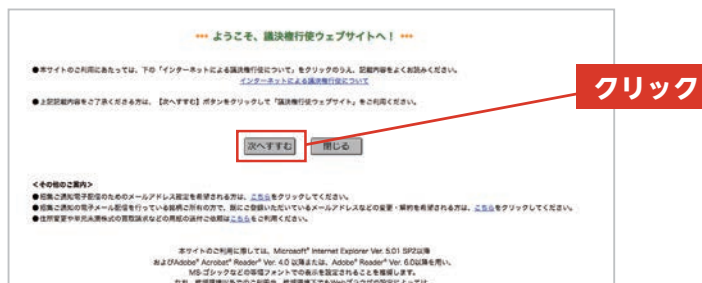 *** ようこそ、議決権行使ウェブサイトへ！ ***
●本サイトのご利用にあたっては、下の「インターネットによる議決権行使について」をクリックのうえ、記載内容をよくお読みください。
インターネットによる議決権行使について
クリック
●上記記載内容をご了承くださる方は、【次へすすむ】ボタンをクリックして「議決権行使ウェブサイト」をご利用ください。
次へすすむ 閉じる
<その他のご案内>
●招集ご通知電子配信のためのメールアドレス設定を希望される方は、こちらをクリックしてください。
●招集ご通知の電子メール配信を行っている銘柄ご所有の方で、既にご登録いただいているメールアドレスなどの変更・解約を希望される方は、こちらをクリックしてください。
●住所変更や単元未満株式の買取請求などの用紙の送付ご依頼はこちらをご利用ください。
本サイトのご利用に際しては、Microsoft® Internet Explorer Ver. 5.01 SP2以降
およびAdobe® Acrobat® Reader® Ver. 4.0 以降または、Adobe® Reader® Ver. 6.0以降を用い、
MS-ゴシックなどの等幅フォントでの表示を設定されることを推奨します。